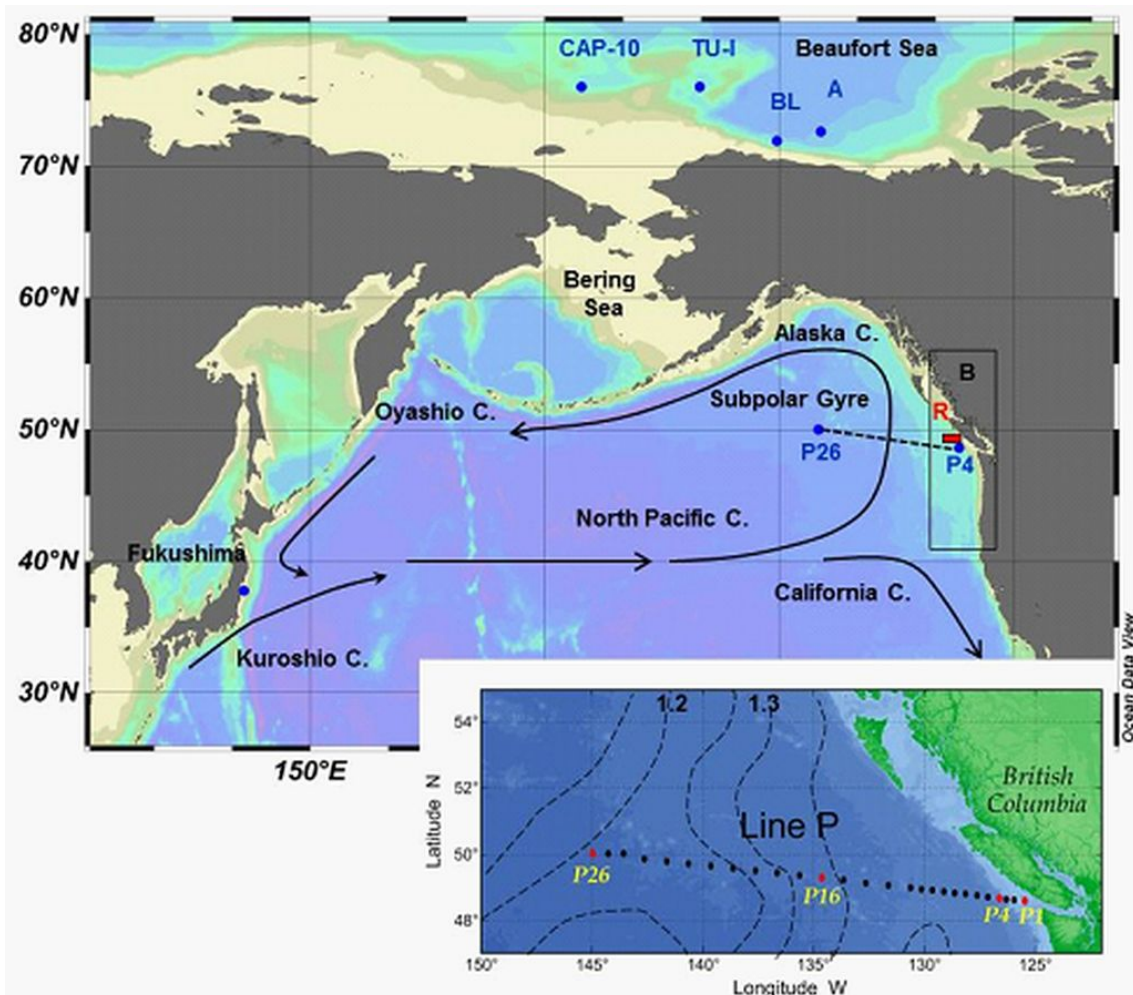 80°N
CAP-10
TU-I
Beaufort Sea
BL
A
70°N
60°N
Bering
Sea
Alaska C.
B
Oyashio C.
Subpolar Gyre
R
50°N
P26
P4
North Pacific C.
Fukushima
40°N
California C.
Kuroshio C.
30°N
150°E
Ocean Data View
54°
1.2
1.3
52°
British
Columbia
Latitude N
Line P
50°
P26
P16
P4
P1
48°
150°
145°
140°
135°
130°
125°
Longitude W